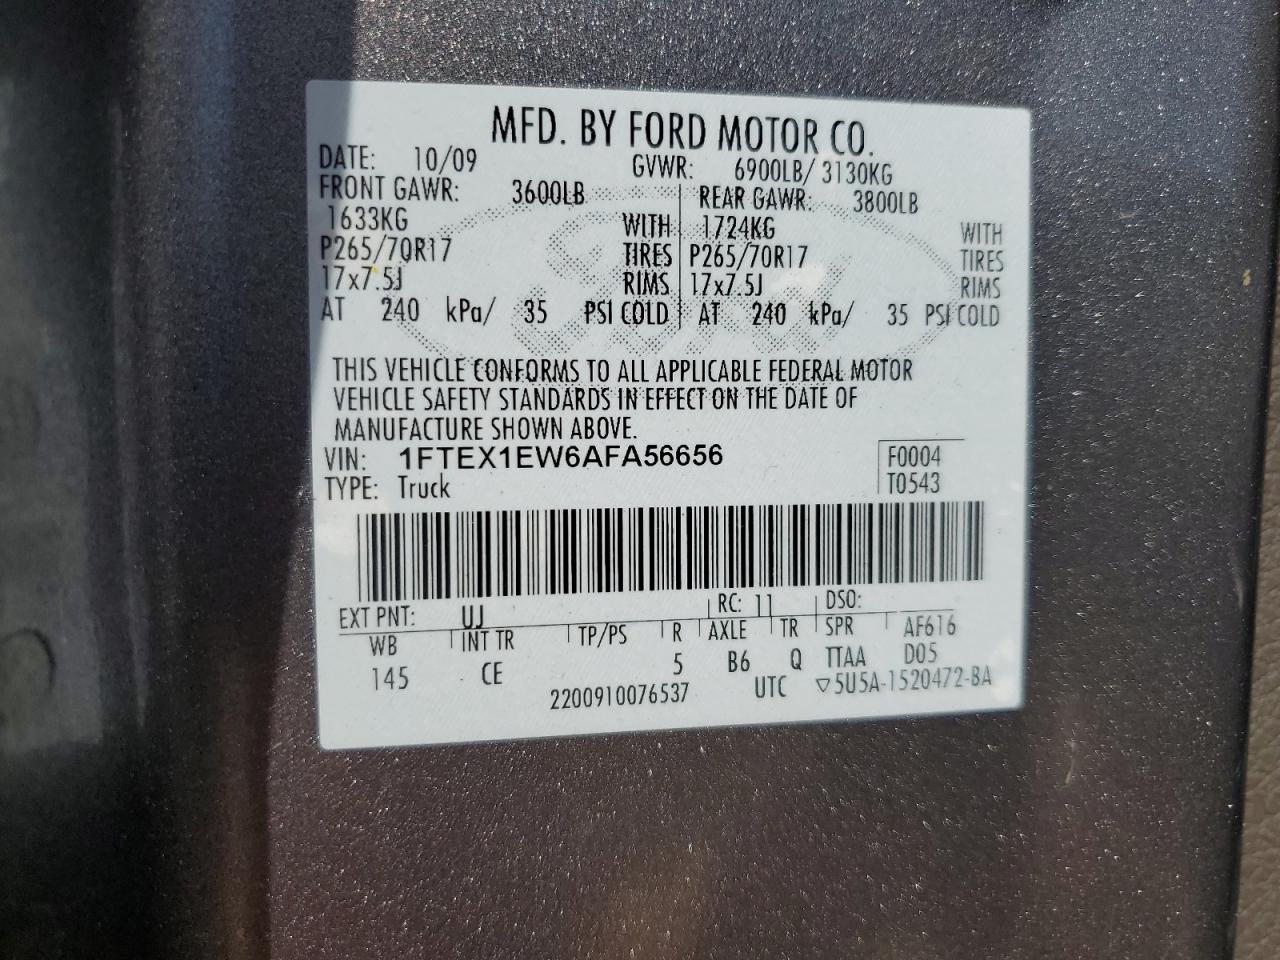 MFD. BY FORD MOTOR CO.
DATE: 10/09 GVWR: 6900LB/ 3130KG
FRONT GAWR: 3600LB REAR GAWR: 3800LB
1633KG WITH 1724KG WITH
P265/70R17 TIRES P265/70R17 TIRES
17x7.5J RIMS 17x7.5J RIMS
AT 240 kPa/ 35 PSI COLD AT 240 kPa/ 35 PSI COLD
THIS VEHICLE CONFORMS TO ALL APPLICABLE FEDERAL MOTOR
VEHICLE SAFETY STANDARDS IN EFFECT ON THE DATE OF
MANUFACTURE SHOWN ABOVE.
VIN: 1FTEX1EW6AFA56656 F0004
TYPE: Truck T0543
EXT PNT: UJ RC: 11 DSO:
WB INT TR TP/PS R AXLE TR SPR AF616
145 CE 5 B6 Q TTAA D05
2200910076537 UTC ▽5U5A-1520472-BA